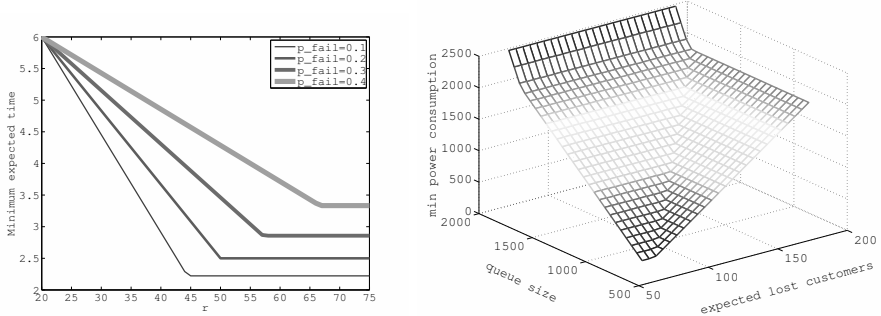 6
5.5
5
4.5
4
3.5
3
2.5
2
Minimum expected time
p_fail=0.1
p_fail=0.2
p_fail=0.3
p_fail=0.4
20 25 30 35 40 45 50 55 60 65 70 75
r
2500
2000
1500
1000
500
0
min power consumption
2000
1500
1000
500
queue size
50
100
150
200
expected lost customers